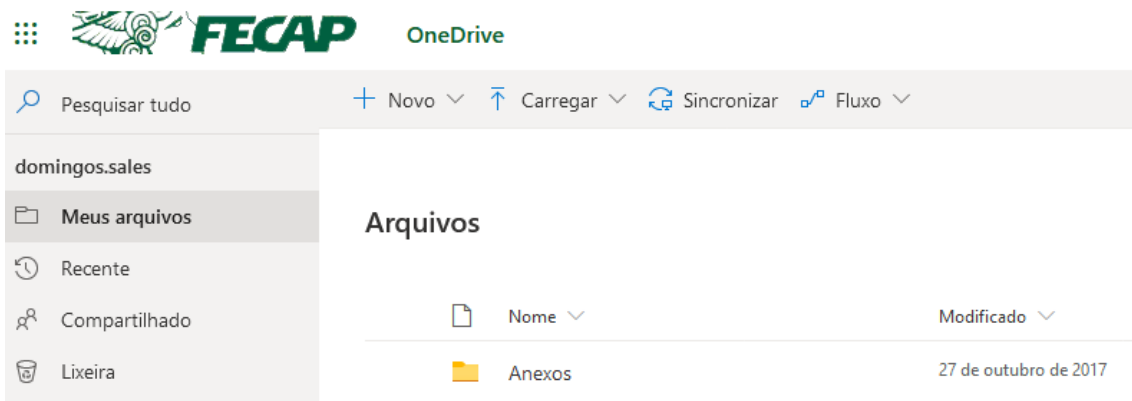 FECAP OneDrive
Pesquisar tudo
Novo Carregar Sincronizar Fluxo
domingos.sales
Meus arquivos
Arquivos
Recente
Nome Modificado
Compartilhado
Lixeira
Anexos 27 de outubro de 2017